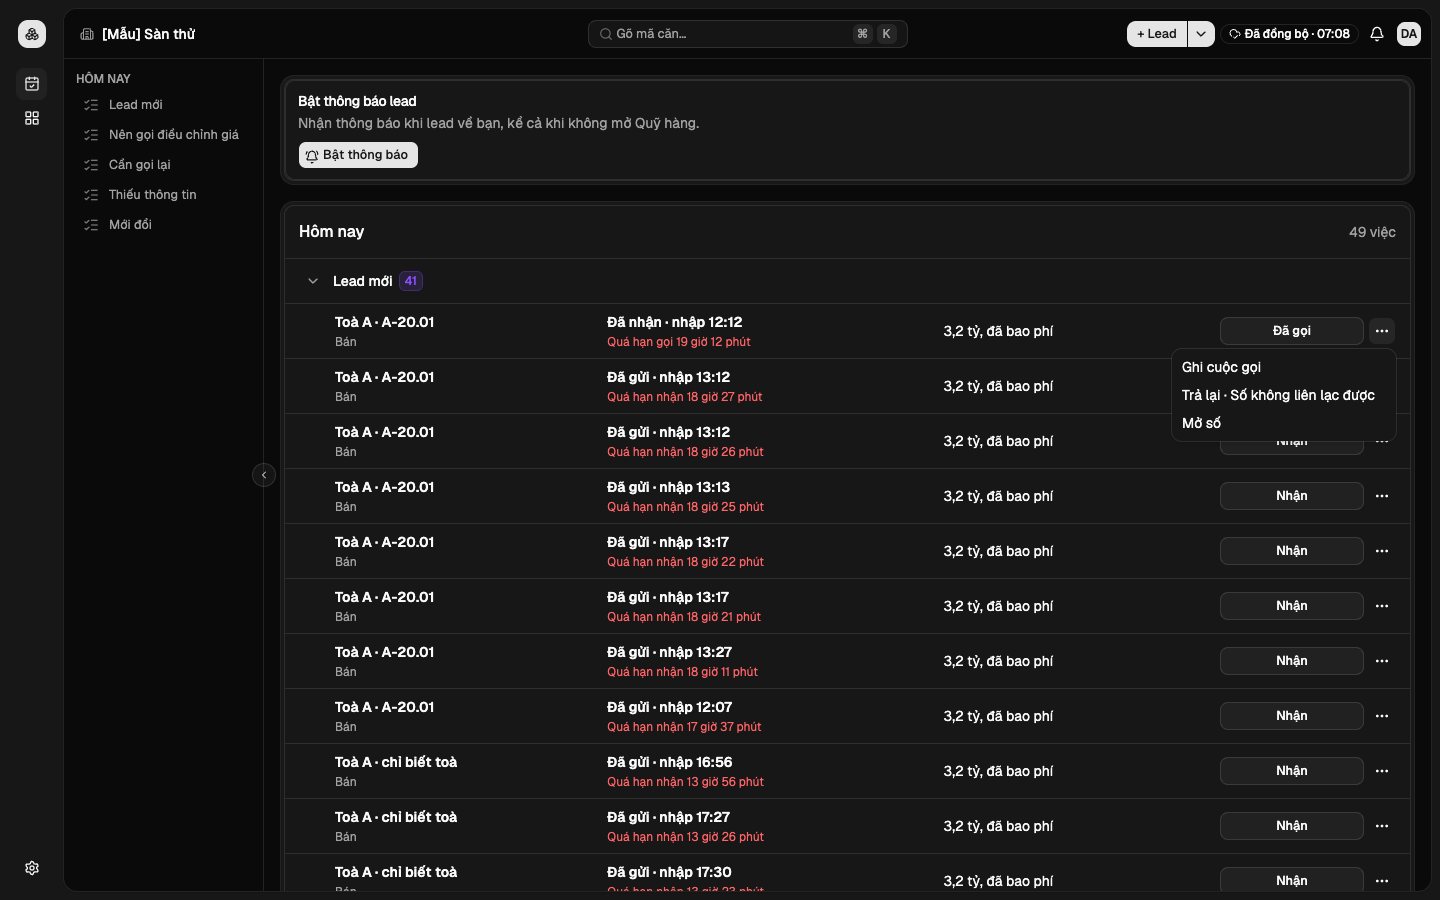 [Mẫu] Sàn thử
Gõ mã căn...
⌘ K
+ Lead
Đã đồng bộ · 07:08
DA
HÔM NAY
Lead mới
Nên gọi điều chỉnh giá
Cần gọi lại
Thiếu thông tin
Mới đổi
Bật thông báo lead
Nhận thông báo khi lead về bạn, kể cả khi không mở Quỹ hàng.
Bật thông báo
Hôm nay
49 việc
Lead mới 41
Toà A · A-20.01
Bán
Đã nhận · nhập 12:12
Quá hạn gọi 19 giờ 12 phút
3,2 tỷ, đã bao phí
Đã gọi
Ghi cuộc gọi
Trả lại · Số không liên lạc được
Mở số
Toà A · A-20.01
Bán
Đã gửi · nhập 13:12
Quá hạn nhận 18 giờ 27 phút
3,2 tỷ, đã bao phí
Toà A · A-20.01
Bán
Đã gửi · nhập 13:12
Quá hạn nhận 18 giờ 26 phút
3,2 tỷ, đã bao phí
Nhận
Toà A · A-20.01
Bán
Đã gửi · nhập 13:13
Quá hạn nhận 18 giờ 25 phút
3,2 tỷ, đã bao phí
Nhận
Toà A · A-20.01
Bán
Đã gửi · nhập 13:17
Quá hạn nhận 18 giờ 22 phút
3,2 tỷ, đã bao phí
Nhận
Toà A · A-20.01
Bán
Đã gửi · nhập 13:17
Quá hạn nhận 18 giờ 21 phút
3,2 tỷ, đã bao phí
Nhận
Toà A · A-20.01
Bán
Đã gửi · nhập 13:27
Quá hạn nhận 18 giờ 11 phút
3,2 tỷ, đã bao phí
Nhận
Toà A · A-20.01
Bán
Đã gửi · nhập 12:07
Quá hạn nhận 17 giờ 37 phút
3,2 tỷ, đã bao phí
Nhận
Toà A · chỉ biết toà
Bán
Đã gửi · nhập 16:56
Quá hạn nhận 13 giờ 56 phút
3,2 tỷ, đã bao phí
Nhận
Toà A · chỉ biết toà
Bán
Đã gửi · nhập 17:27
Quá hạn nhận 13 giờ 26 phút
3,2 tỷ, đã bao phí
Nhận
Toà A · chỉ biết toà
Bán
Đã gửi · nhập 17:30
Quá hạn nhận 13 giờ 23 phút
3,2 tỷ, đã bao phí
Nhận